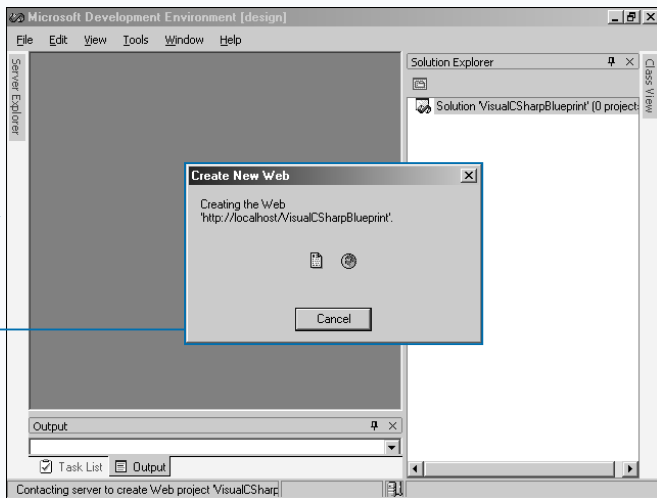 Microsoft Development Environment [design]
File Edit View Tools Window Help
Server Explorer
Solution Explorer
Class View
Solution 'VisualCSharpBlueprint' (0 project
Create New Web
Creating the Web
'http://localhost/VisualCSharpBlueprint'.
Cancel
Output
Task List Output
Contacting server to create Web project 'VisualCSharp